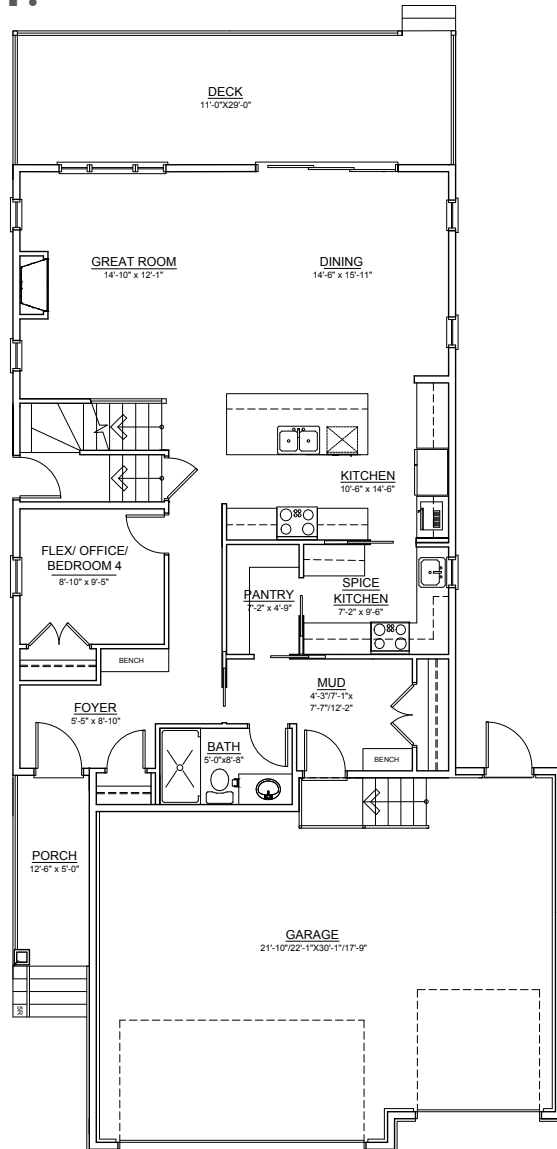 DECK
11'-0"X29'-0"
GREAT ROOM
14'-10" x 12'-1"
DINING
14'-6" x 15'-11"
KITCHEN
10'-6" x 14'-6"
FLEX/ OFFICE/
BEDROOM 4
8'-10" x 9'-5"
PANTRY
7'-2" x 4'-9"
SPICE
KITCHEN
7'-2" x 9'-6"
BENCH
MUD
4'-3"/7'-1"x
7'-7"/12'-2"
FOYER
5'-5" x 8'-10"
BATH
5'-0"x8'-8"
BENCH
PORCH
12'-6" x 5'-0"
GARAGE
21'-10"/22'-1"X30'-1"/17'-9"
5R